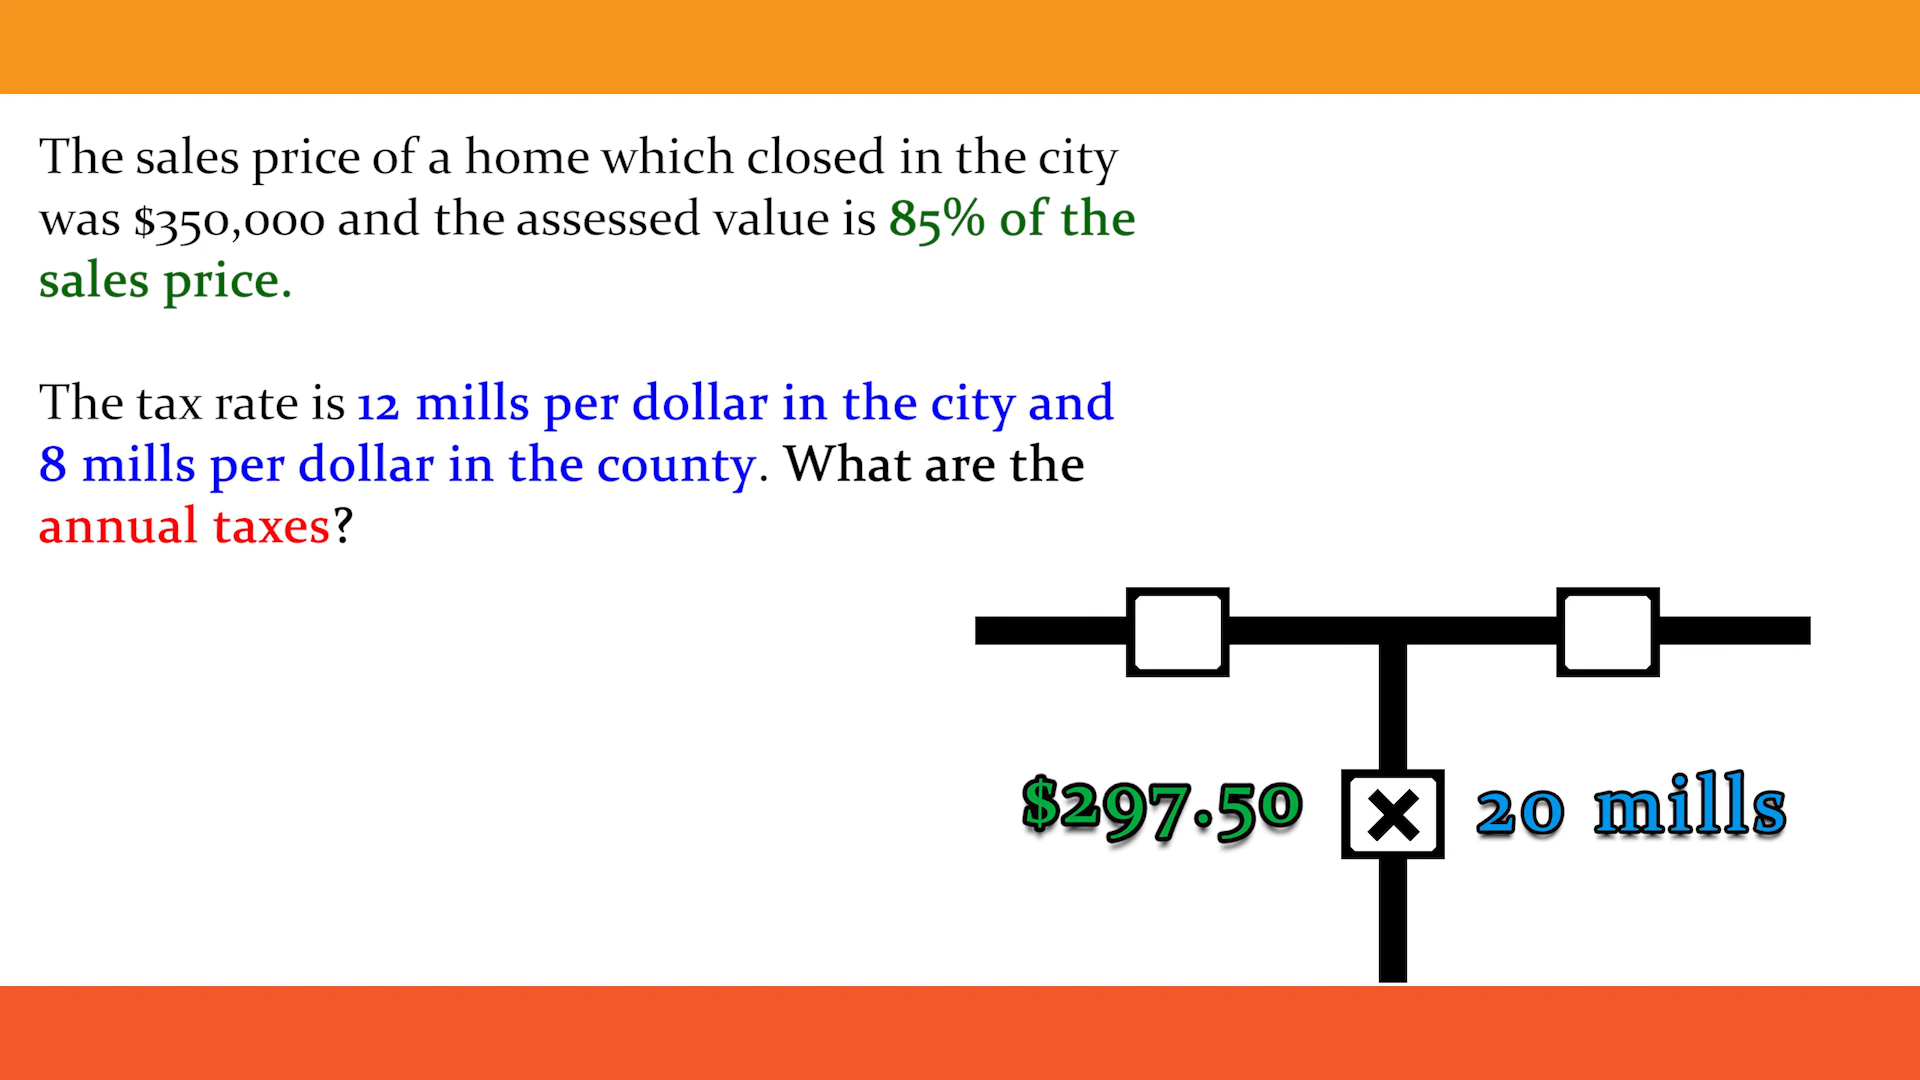 The sales price of a home which closed in the city
was $350,000 and the assessed value is 85% of the
sales price.
The tax rate is 12 mills per dollar in the city and
8 mills per dollar in the county. What are the
annual taxes?
$297.50 × 20 mills